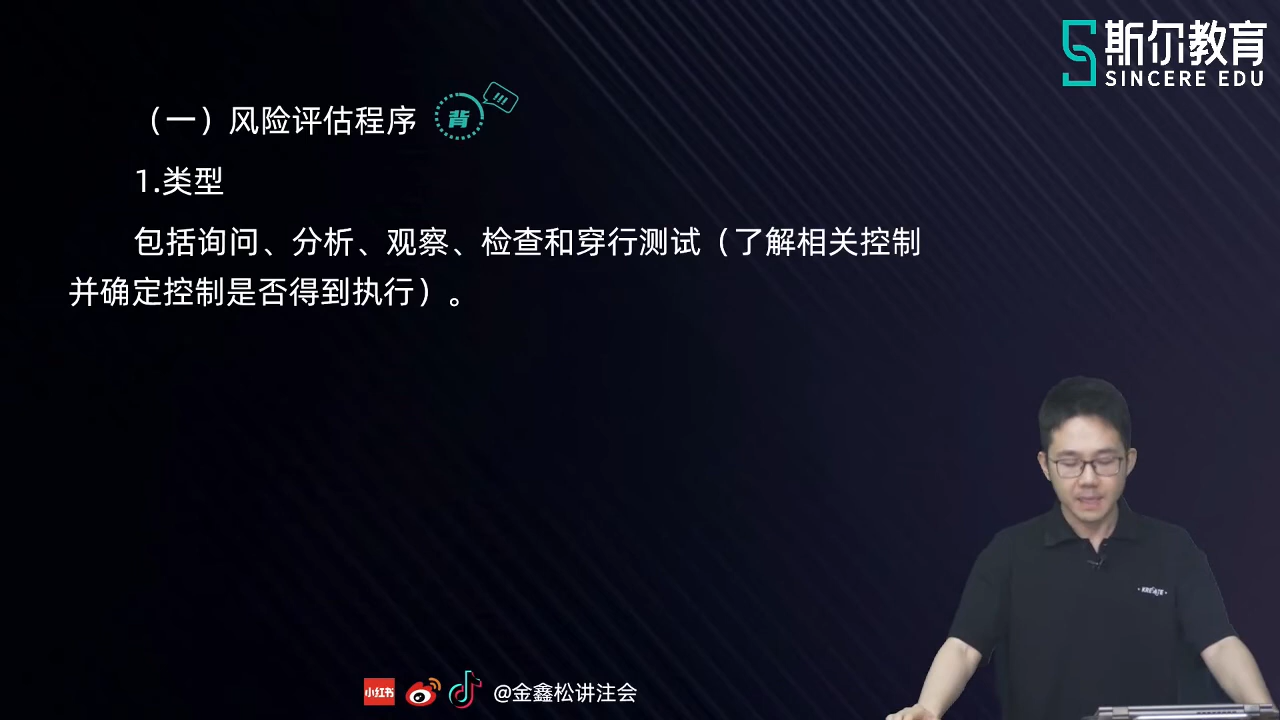 斯尔教育
SINCERE EDU
（一）风险评估程序 背
1.类型
包括询问、分析、观察、检查和穿行测试（了解相关控制
并确定控制是否得到执行）。
小红书 @金鑫松讲注会